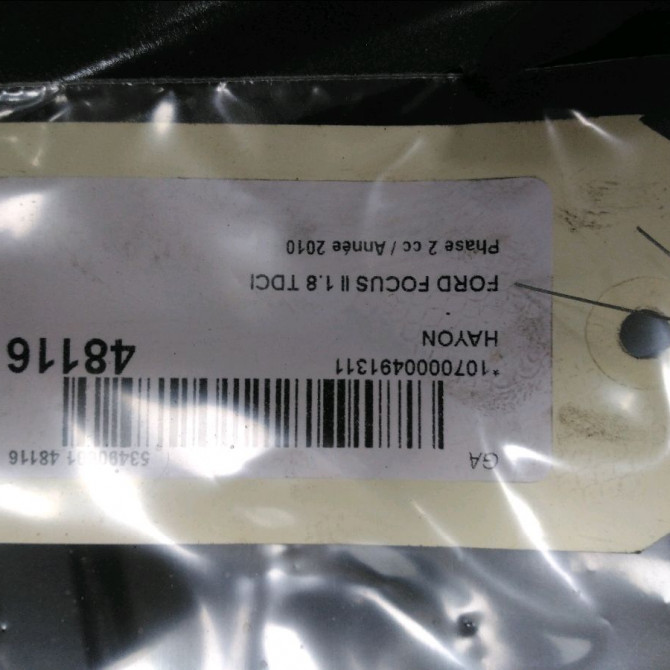 GA 48116
*1070000491311
HAYON 48116
FORD FOCUS II 1.8 TDCI
Phase 2 cc / Année 2010